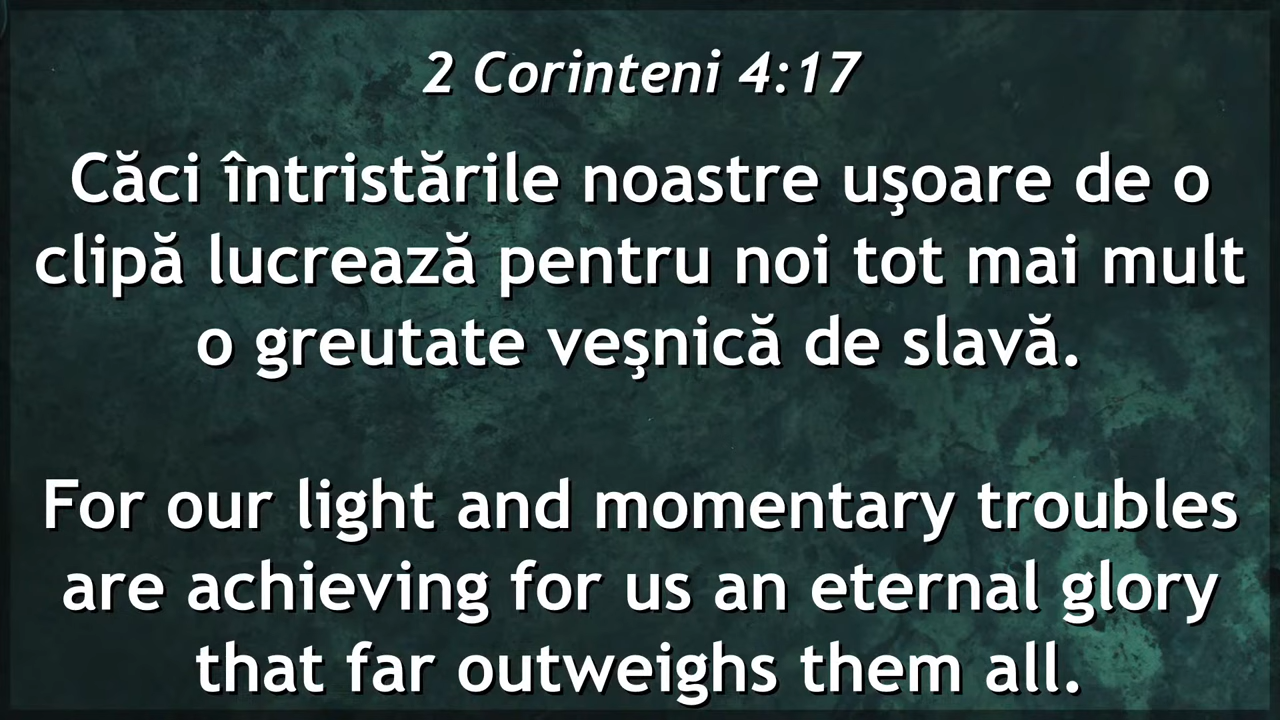 2 Corinteni 4:17
Căci întristările noastre uşoare de o
clipă lucrează pentru noi tot mai mult
o greutate veşnică de slavă.
For our light and momentary troubles
are achieving for us an eternal glory
that far outweighs them all.